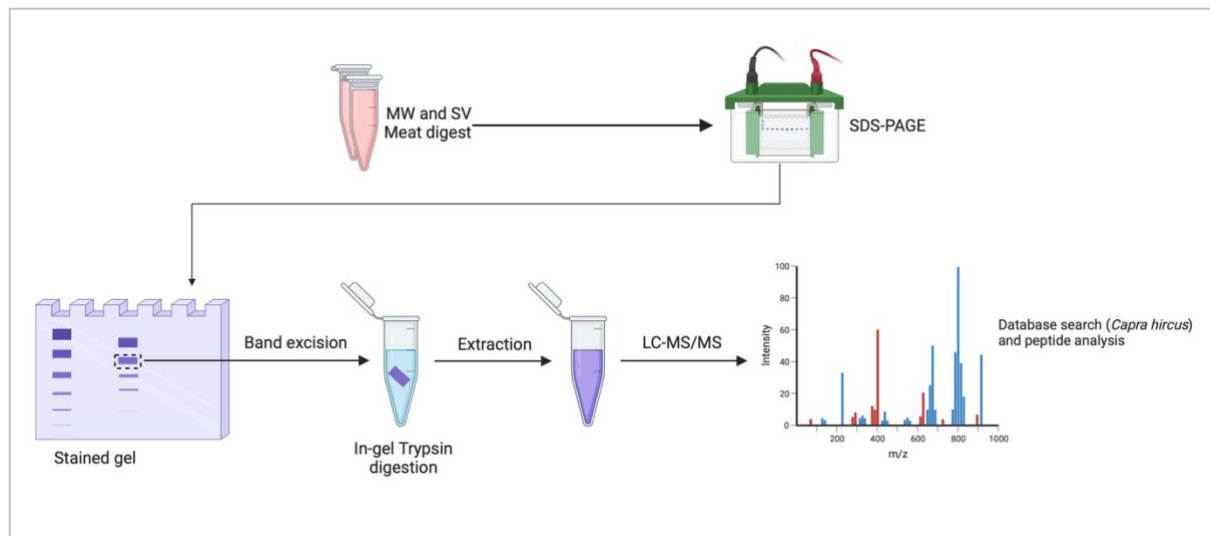 MW and SV
Meat digest
SDS-PAGE
Stained gel
Band excision
In-gel Trypsin
digestion
Extraction
LC-MS/MS
Intensity
100
80
60
40
20
0
200
400
600
800
1000
m/z
Database search (Capra hircus)
and peptide analysis